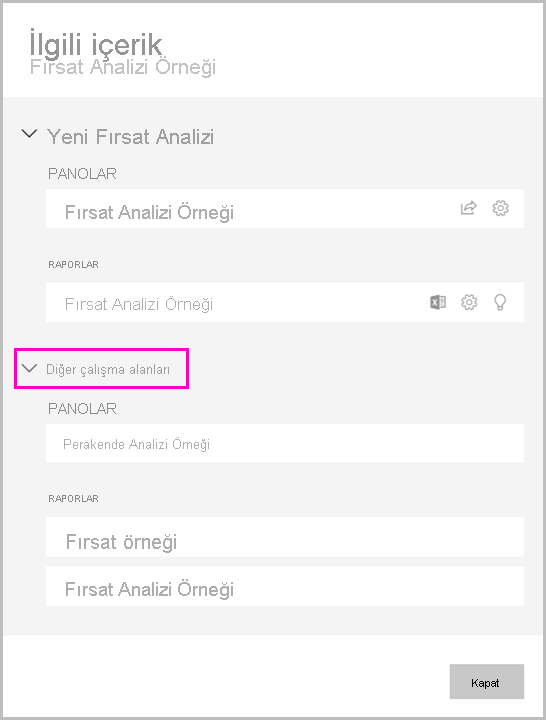 İlgili içerik
Fırsat Analizi Örneği
Yeni Fırsat Analizi
PANOLAR
Fırsat Analizi Örneği
RAPORLAR
Fırsat Analizi Örneği
Diğer çalışma alanları
PANOLAR
Perakende Analizi Örneği
RAPORLAR
Fırsat örneği
Fırsat Analizi Örneği
Kapat